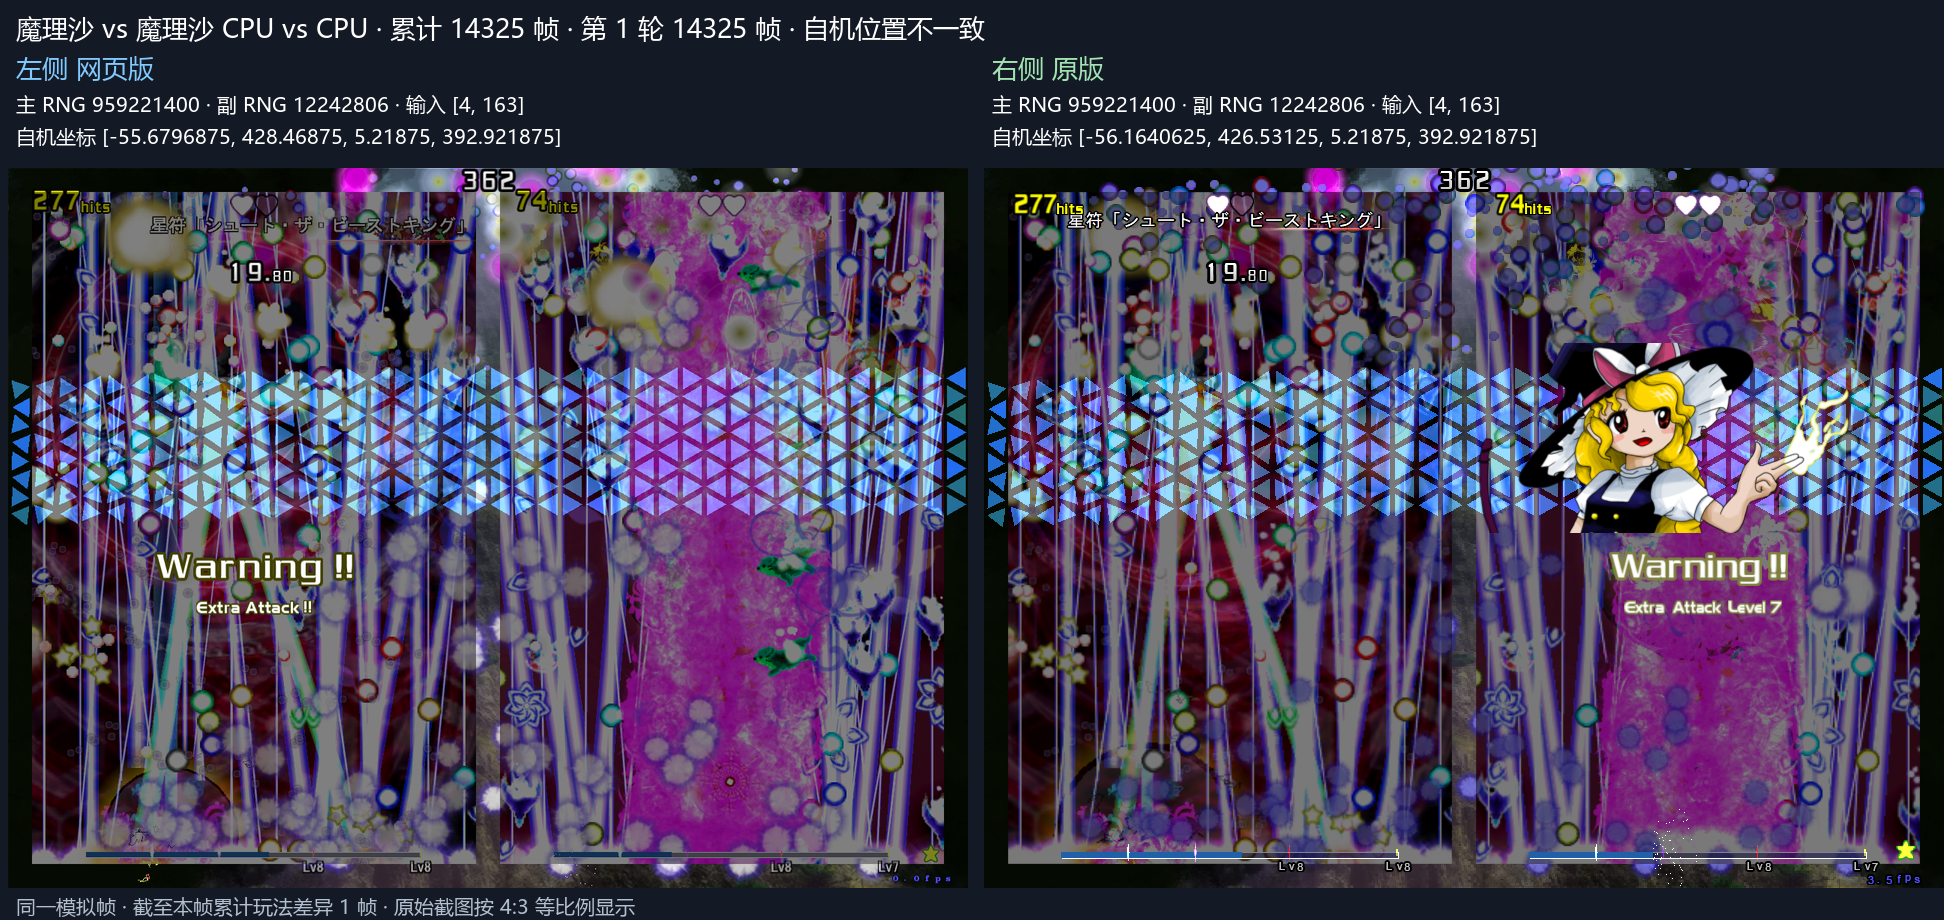 魔理沙 vs 魔理沙 CPU vs CPU · 累计 14325 帧 · 第 1 轮 14325 帧 · 自机位置不一致
左侧 网页版
主 RNG 959221400 · 副 RNG 12242806 · 输入 [4, 163]
自机坐标 [-55.6796875, 428.46875, 5.21875, 392.921875]
右侧 原版
主 RNG 959221400 · 副 RNG 12242806 · 输入 [4, 163]
自机坐标 [-56.1640625, 426.53125, 5.21875, 392.921875]
277hits
362
74hits
星符「シュート・ザ・ビーストキング」
19.80
Warning !!
Extra Attack !!
Lv8
Lv8
Lv8
Lv7
0.0fps
277hits
362
74hits
星符「シュート・ザ・ビーストキング」
19.80
Warning !!
Extra Attack Level 7
Lv8
Lv8
Lv8
Lv7
3.5fps
同一模拟帧 · 截至本帧累计玩法差异 1 帧 · 原始截图按 4:3 等比例显示